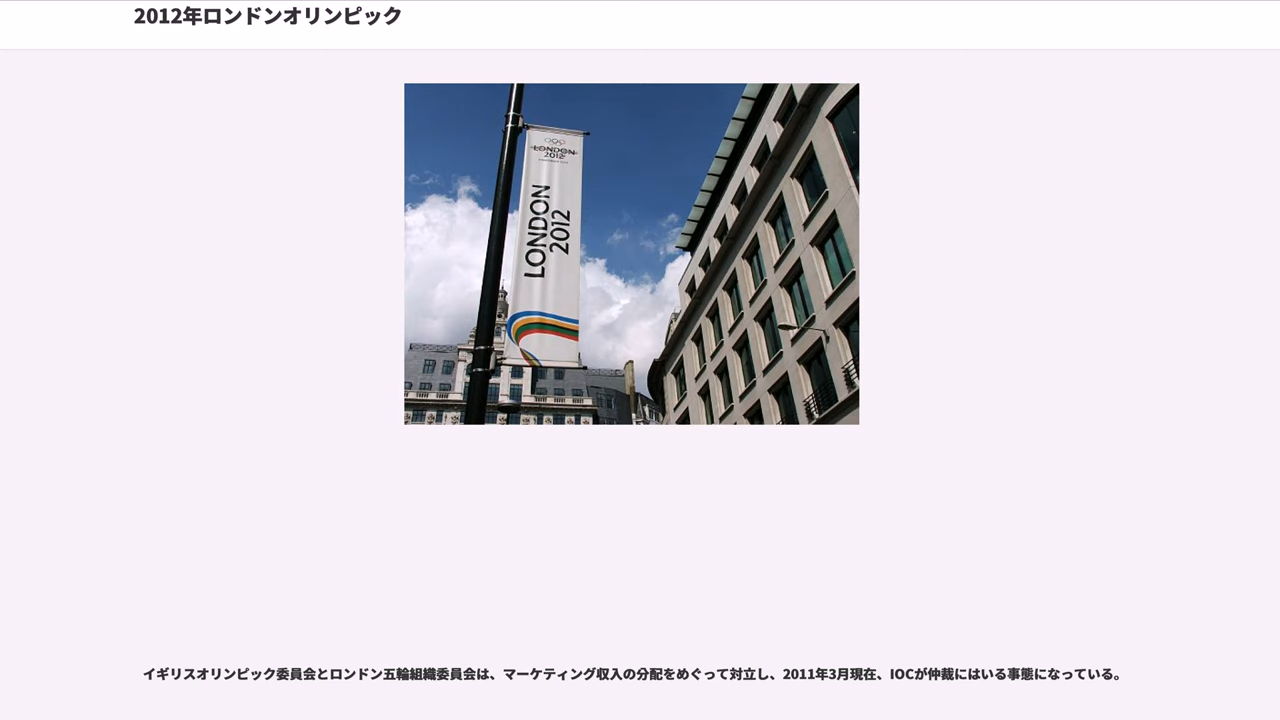 2012年ロンドンオリンピック
LONDON
2012
LONDON
2012
イギリスオリンピック委員会とロンドン五輪組織委員会は、マーケティング収入の分配をめぐって対立し、2011年3月現在、IOCが仲裁にはいる事態になっている。